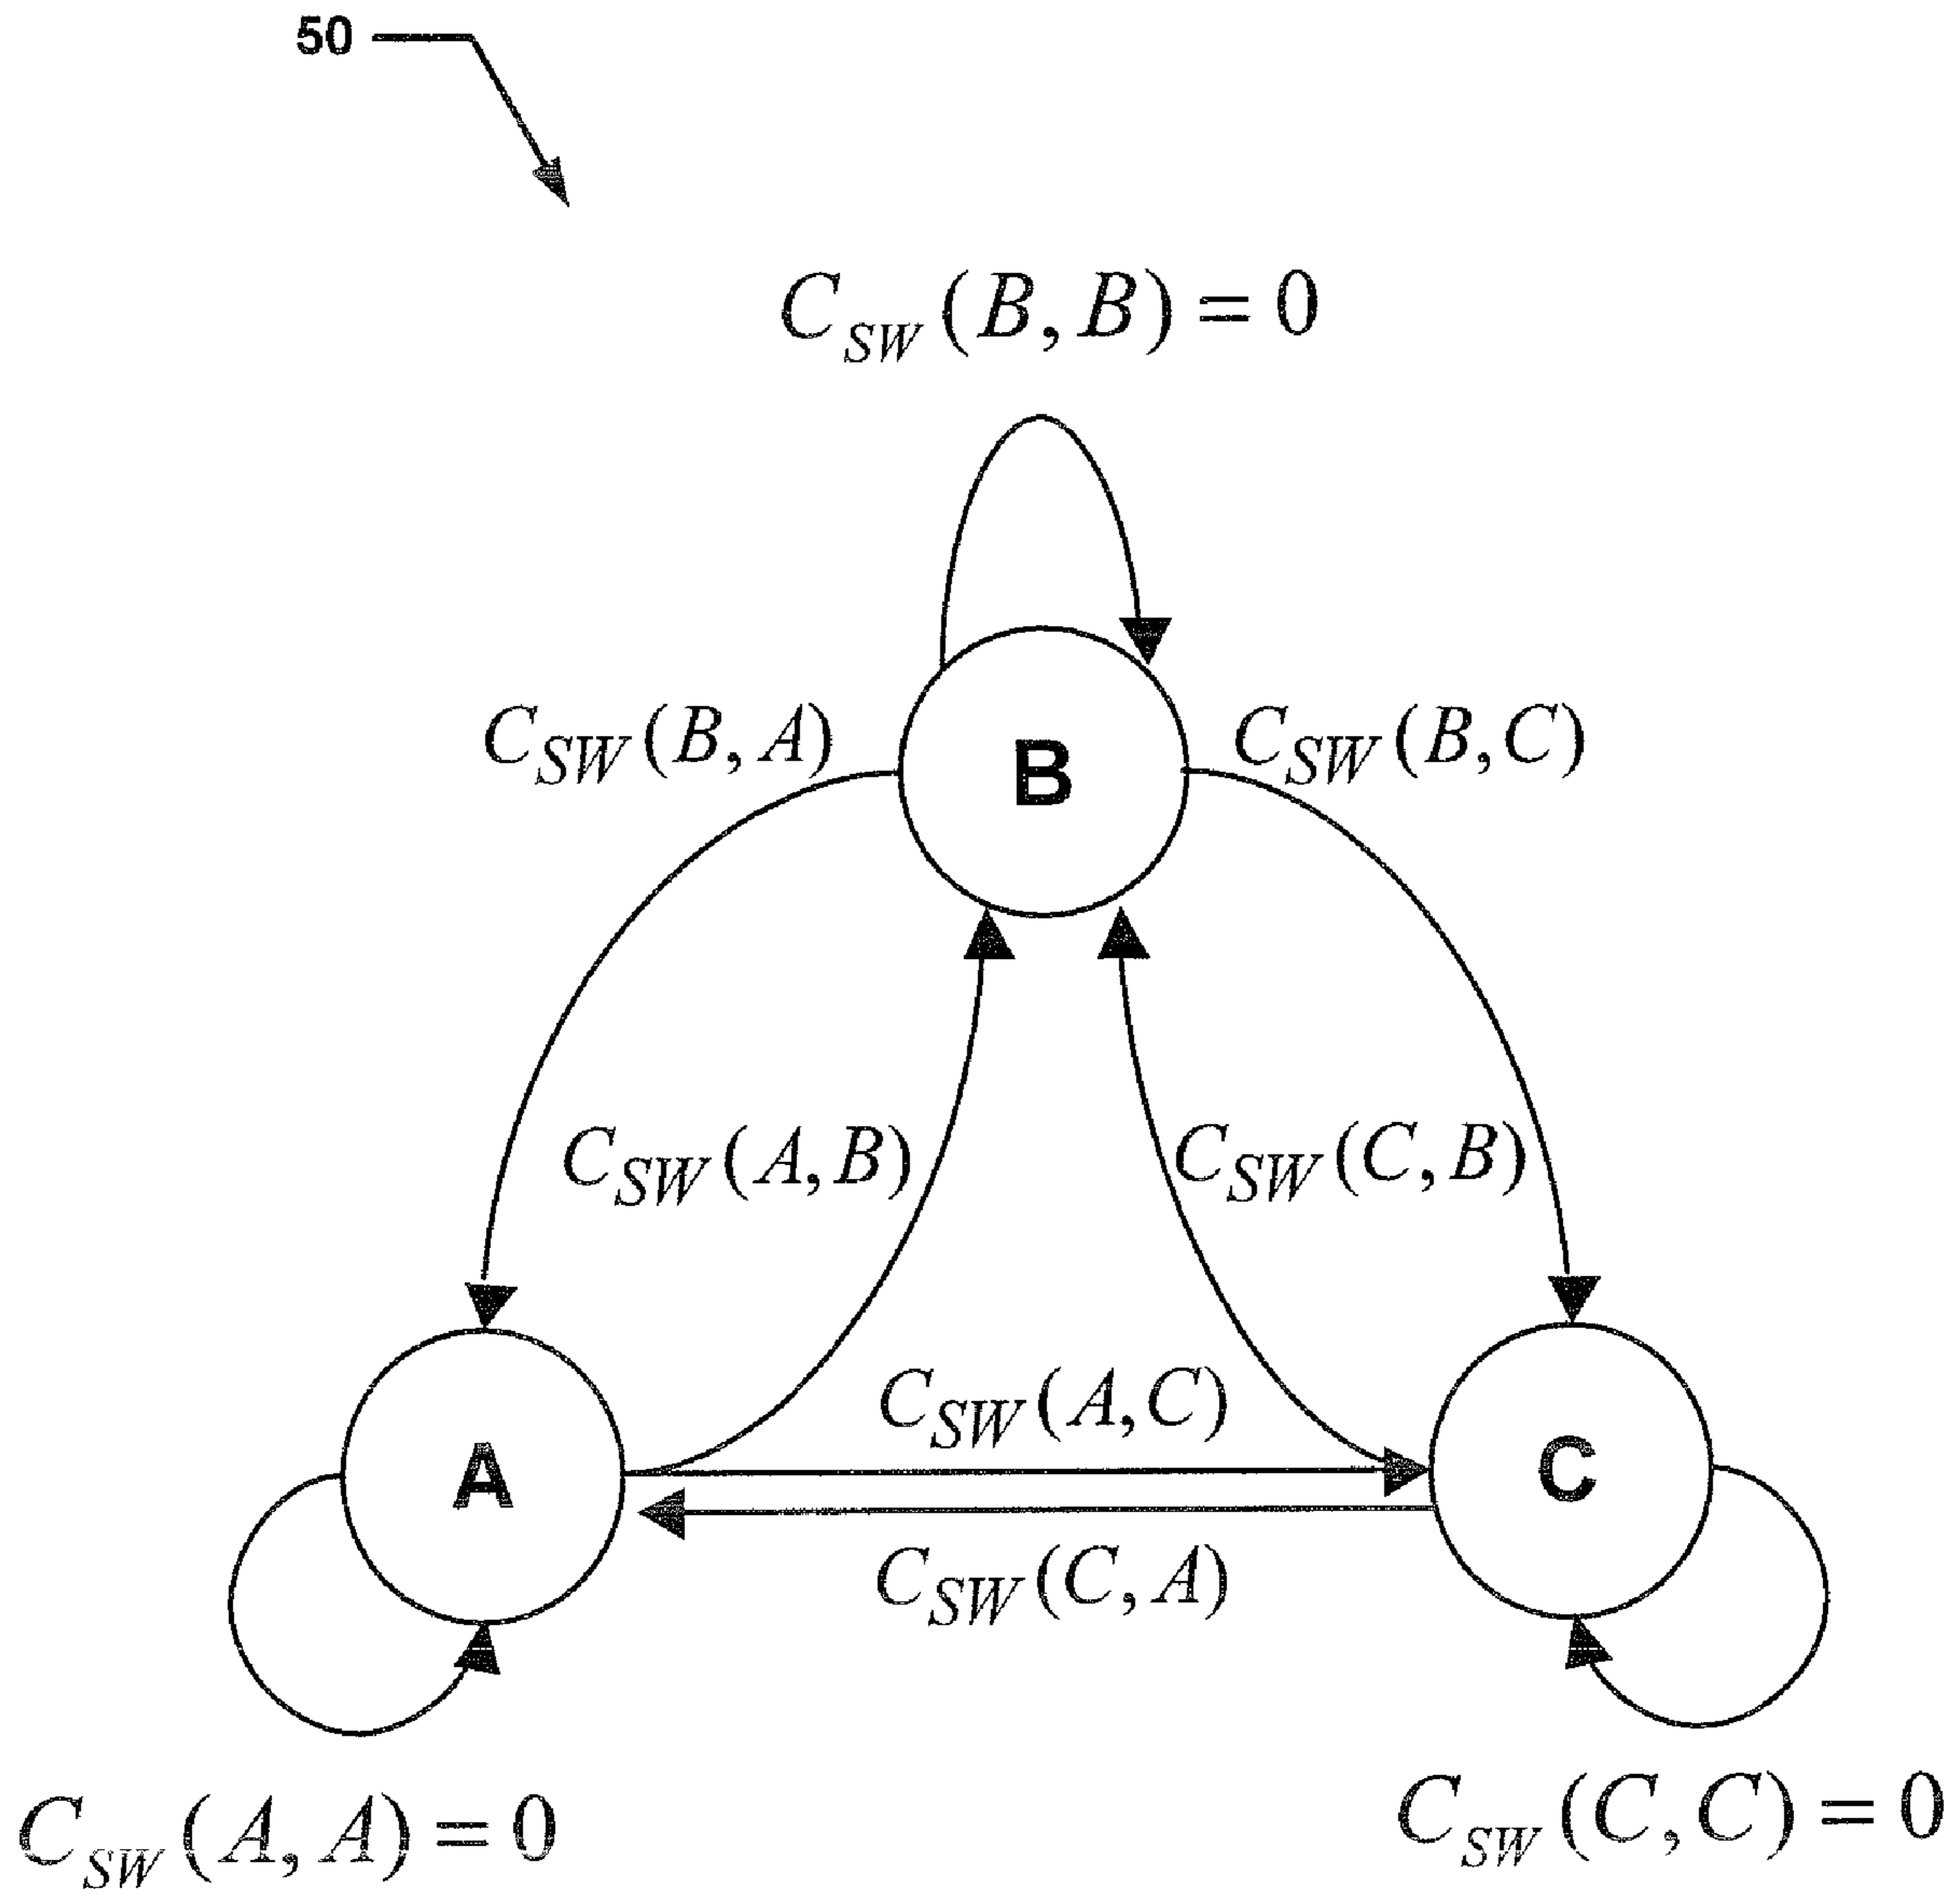 50
C_SW(B,B)=0
C_SW(B,A)
B
C_SW(B,C)
C_SW(A,B)
C_SW(C,B)
C_SW(A,C)
A
C
C_SW(C,A)
C_SW(A,A)=0
C_SW(C,C)=0